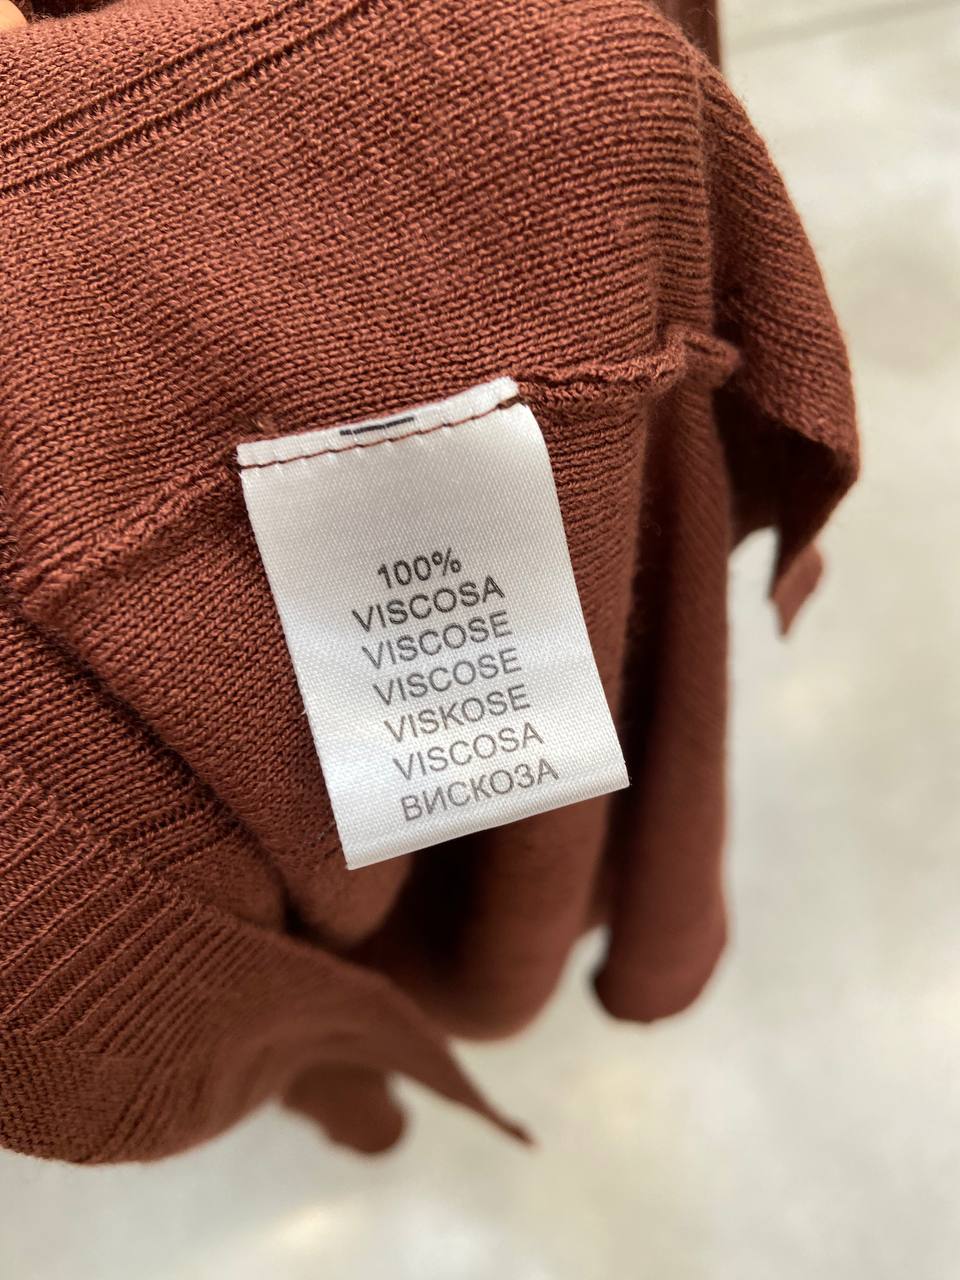 100%
VISCOSA
VISCOSE
VISCOSE
VISKOSE
VISCOSA
ВИСКОЗА